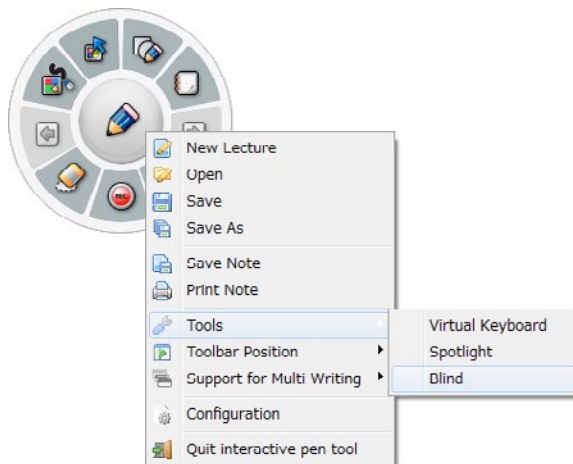 New Lecture
Open
Save
Save As
Save Note
Print Note
Tools
Toolbar Position
Support for Multi Writing
Configuration
Quit interactive pen tool
Virtual Keyboard
Spotlight
Blind